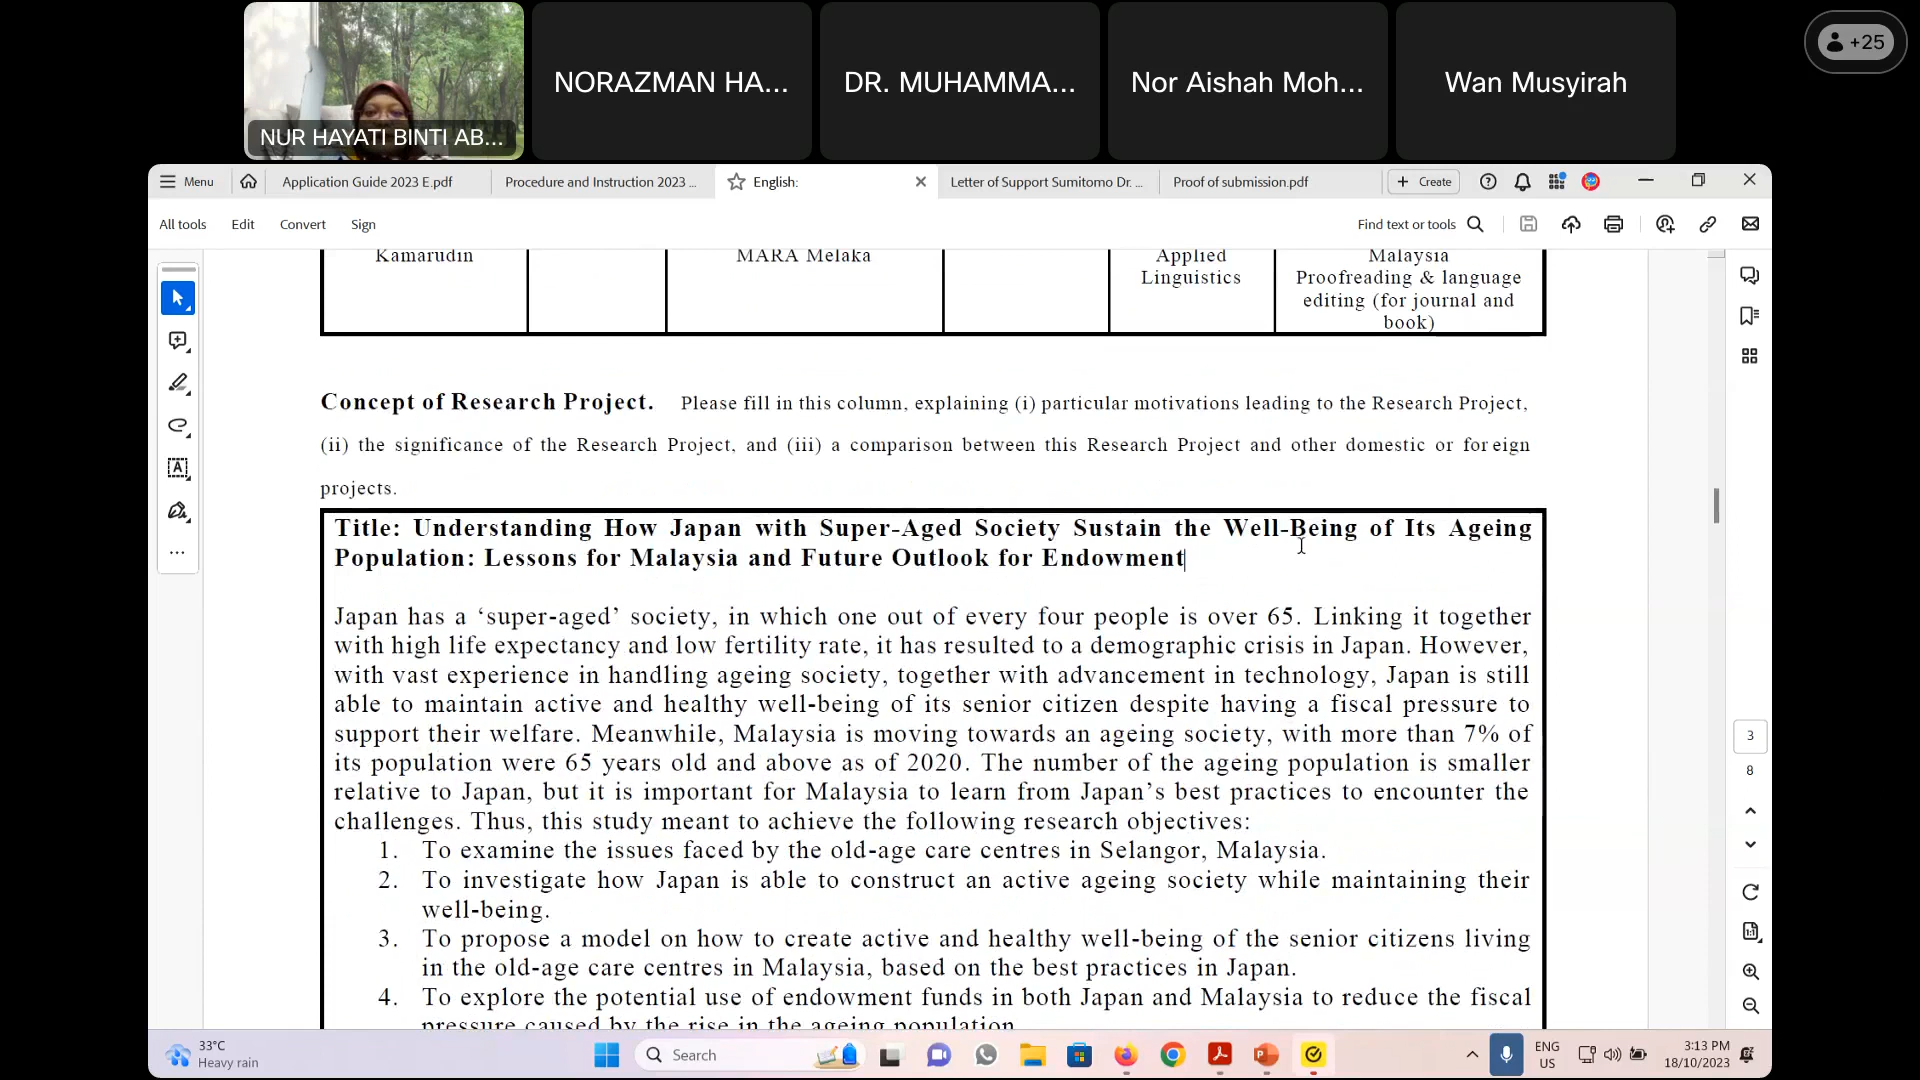 NUR HAYATI BINTI AB...
NORAZMAN HA...
DR. MUHAMMA...
Nor Aishah Moh...
Wan Musyirah
+25
Menu
Application Guide 2023 E.pdf
Procedure and Instruction 2023 ...
English:
Letter of Support Sumitomo Dr. ...
Proof of submission.pdf
Create
All tools
Edit
Convert
Sign
Find text or tools
Kamarudin
MARA Melaka
Applied
Linguistics
Malaysia
Proofreading & language
editing (for journal and
book)
Concept of Research Project. Please fill in this column, explaining (i) particular motivations leading to the Research Project,
(ii) the significance of the Research Project, and (iii) a comparison between this Research Project and other domestic or foreign
projects.
Title: Understanding How Japan with Super-Aged Society Sustain the Well-Being of Its Ageing
Population: Lessons for Malaysia and Future Outlook for Endowment
Japan has a ‘super-aged’ society, in which one out of every four people is over 65. Linking it together
with high life expectancy and low fertility rate, it has resulted to a demographic crisis in Japan. However,
with vast experience in handling ageing society, together with advancement in technology, Japan is still
able to maintain active and healthy well-being of its senior citizen despite having a fiscal pressure to
support their welfare. Meanwhile, Malaysia is moving towards an ageing society, with more than 7% of
its population were 65 years old and above as of 2020. The number of the ageing population is smaller
relative to Japan, but it is important for Malaysia to learn from Japan’s best practices to encounter the
challenges. Thus, this study meant to achieve the following research objectives:
1. To examine the issues faced by the old-age care centres in Selangor, Malaysia.
2. To investigate how Japan is able to construct an active ageing society while maintaining their
well-being.
3. To propose a model on how to create active and healthy well-being of the senior citizens living
in the old-age care centres in Malaysia, based on the best practices in Japan.
4. To explore the potential use of endowment funds in both Japan and Malaysia to reduce the fiscal
pressure caused by the rise in the ageing population.
3
8
33°C
Heavy rain
Search
ENG
US
3:13 PM
18/10/2023